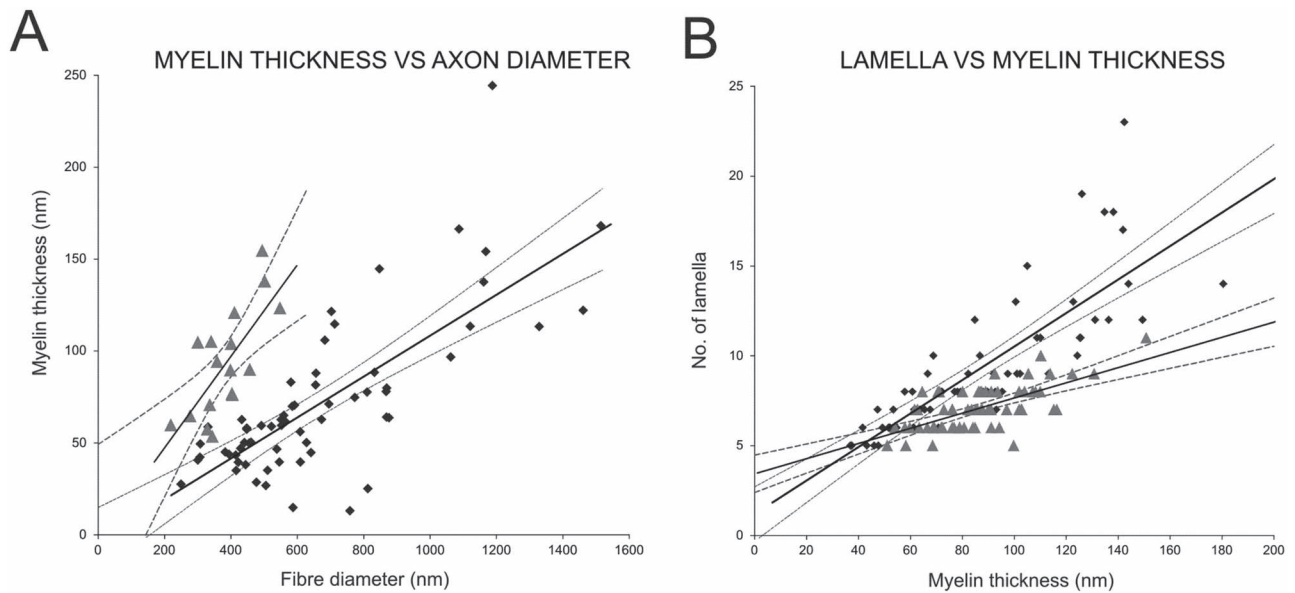 A
MYELIN THICKNESS VS AXON DIAMETER
250
200
150
100
50
0
Myelin thickness (nm)
0 200 400 600 800 1000 1200 1400 1600
Fibre diameter (nm)
B
LAMELLA VS MYELIN THICKNESS
25
20
15
10
5
0
No. of lamella
0 20 40 60 80 100 120 140 160 180 200
Myelin thickness (nm)